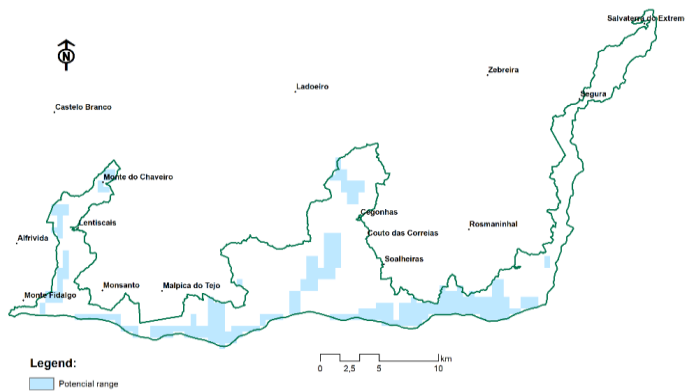 Salvaterra do Extrem
N
Zebreira
Ladoeiro
Segura
Castelo Branco
Monte do Chaveiro
Cegonhas
Lentiscais
Rosmaninhal
Couto das Correias
Alfrivida
Soalheiras
Monsanto
Malpica do Tejo
Monte Fidalgo
km
0 2,5 5 10
Legend:
Potencial range